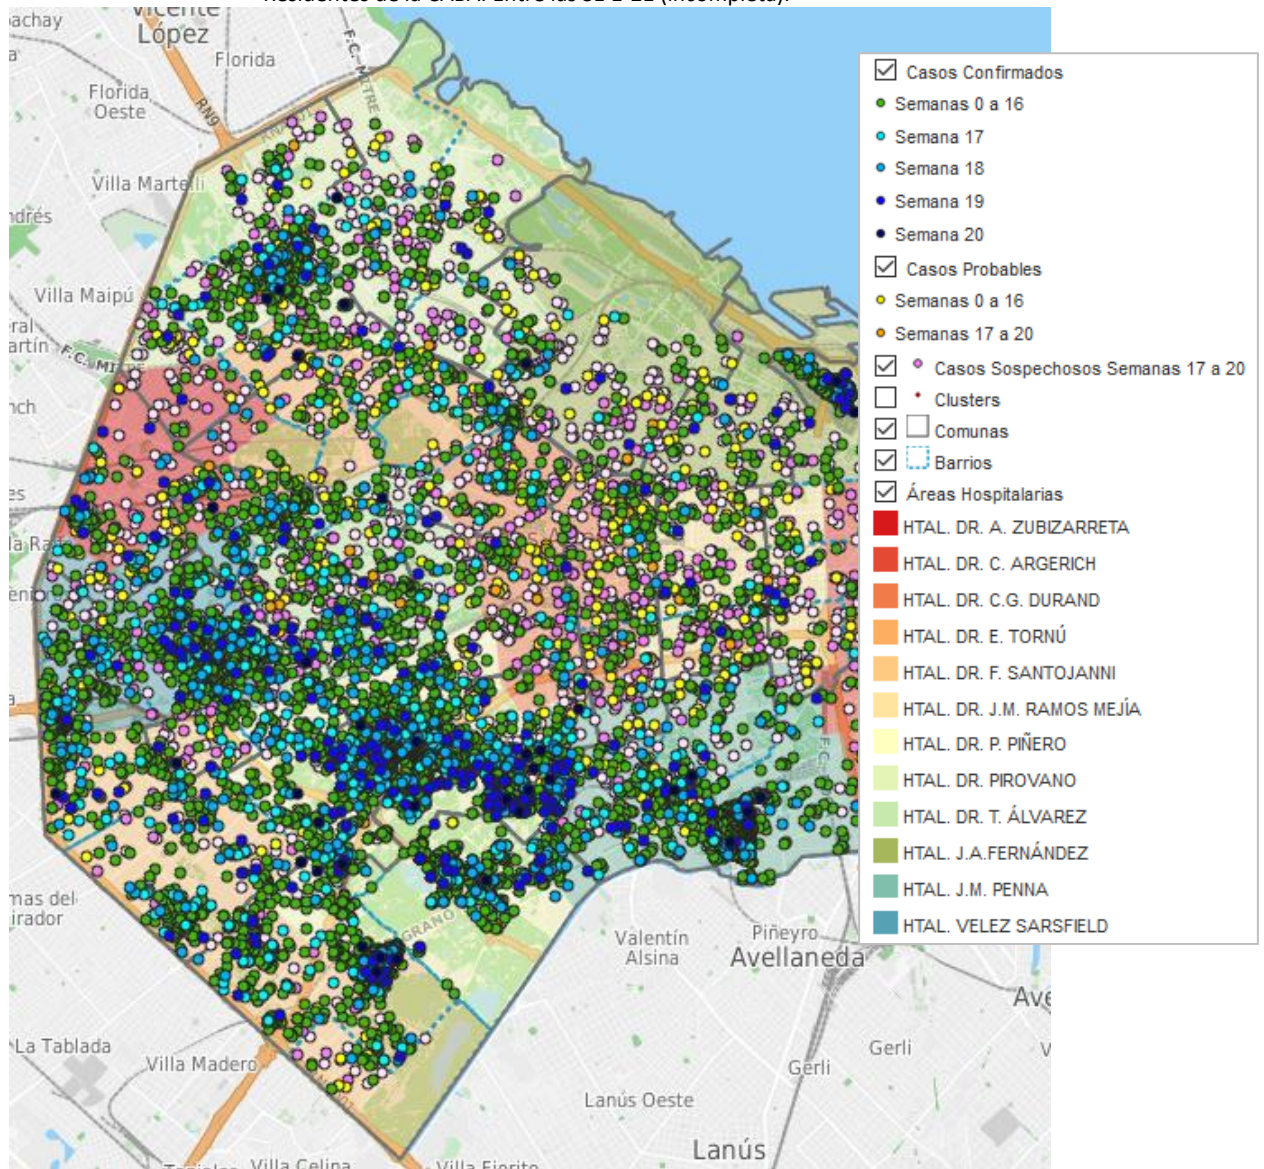 Residentes de la CABA. Entre las SE 1-21 (incompleta).
Vicente
López
Florida
Florida
Oeste
RN9
F.C. MITRE
Villa Martelli
Villa Maipú
F.C. MITRE
La Tablada
Villa Madero
Villa Celina
Villa Fiorito
GRANO
Valentín
Alsina
Piñeyro
Avellaneda
Gerli
Gerli
Lanús Oeste
Lanús
Casos Confirmados
Semanas 0 a 16
Semana 17
Semana 18
Semana 19
Semana 20
Casos Probables
Semanas 0 a 16
Semanas 17 a 20
Casos Sospechosos Semanas 17 a 20
Clusters
Comunas
Barrios
Áreas Hospitalarias
HTAL. DR. A. ZUBIZARRETA
HTAL. DR. C. ARGERICH
HTAL. DR. C.G. DURAND
HTAL. DR. E. TORNÚ
HTAL. DR. F. SANTOJANNI
HTAL. DR. J.M. RAMOS MEJÍA
HTAL. DR. P. PIÑERO
HTAL. DR. PIROVANO
HTAL. DR. T. ÁLVAREZ
HTAL. J.A.FERNÁNDEZ
HTAL. J.M. PENNA
HTAL. VELEZ SARSFIELD